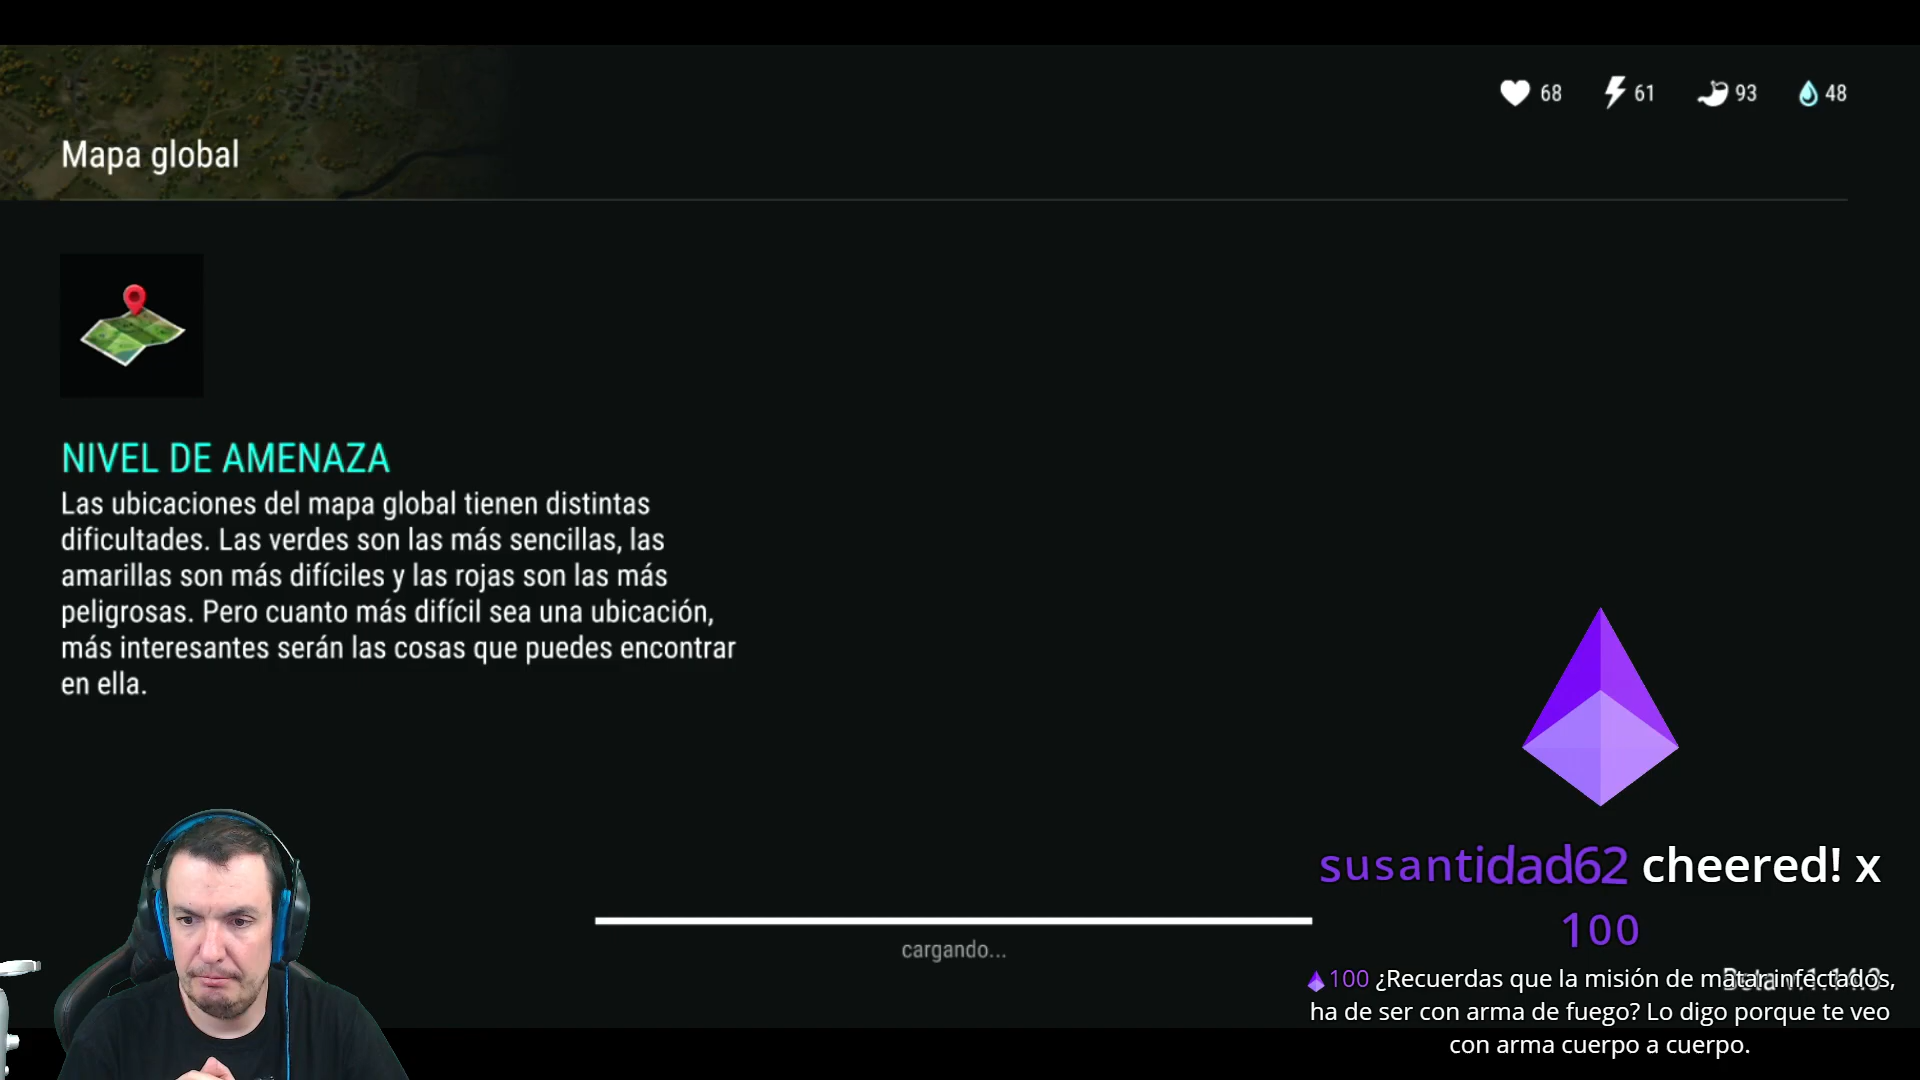 68
61
93
48
Mapa global
NIVEL DE AMENAZA
Las ubicaciones del mapa global tienen distintas
dificultades. Las verdes son las más sencillas, las
amarillas son más difíciles y las rojas son las más
peligrosas. Pero cuanto más difícil sea una ubicación,
más interesantes serán las cosas que puedes encontrar
en ella.
cargando...
susantidad62 cheered! x
100
100 ¿Recuerdas que la misión de matar infectados,
ha de ser con arma de fuego? Lo digo porque te veo
con arma cuerpo a cuerpo.